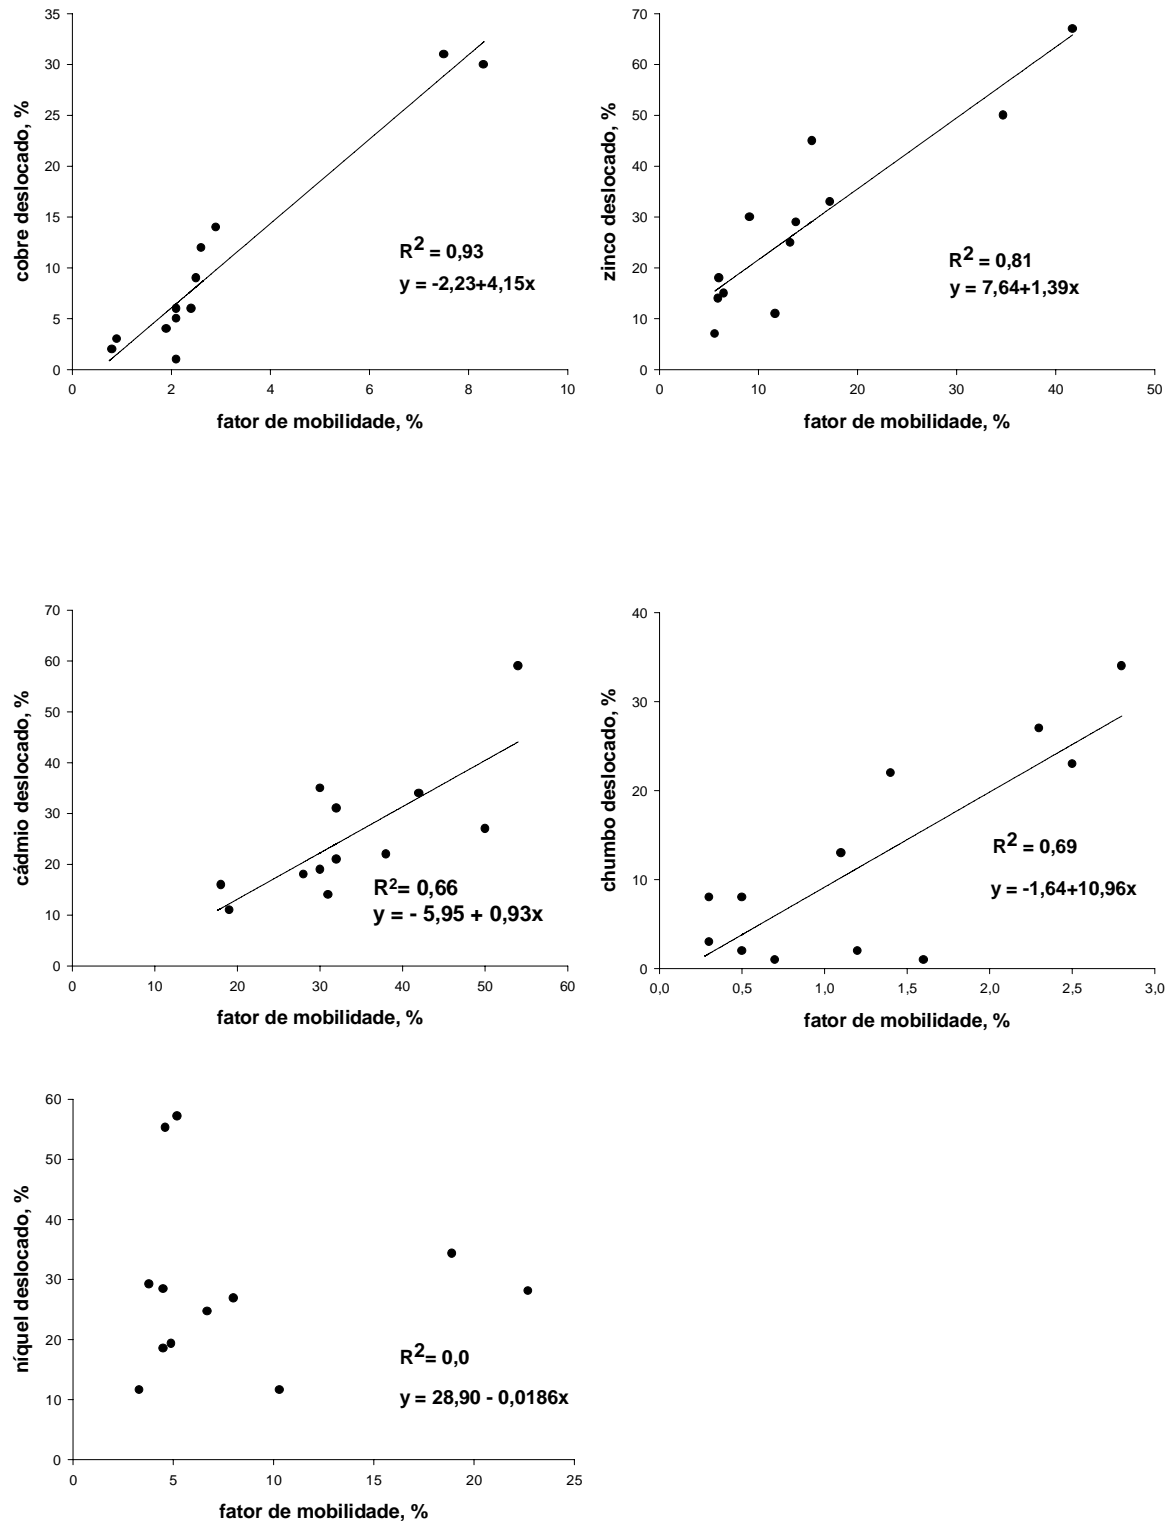 cobre deslocado, %
35
30
25
20
15
10
5
0
R2 = 0,93
y = -2,23+4,15x
0 2 4 6 8 10
fator de mobilidade, %
zinco deslocado, %
70
60
50
40
30
20
10
0
R2 = 0,81
y = 7,64+1,39x
0 10 20 30 40 50
fator de mobilidade, %
cádmio deslocado, %
70
60
50
40
30
20
10
0
R²= 0,66
y = - 5,95 + 0,93x
0 10 20 30 40 50 60
fator de mobilidade, %
chumbo deslocado, %
40
30
20
10
0
R2 = 0,69
y = -1,64+10,96x
0,0 0,5 1,0 1,5 2,0 2,5 3,0
fator de mobilidade, %
níquel deslocado, %
60
50
40
30
20
10
0
R2= 0,0
y = 28,90 - 0,0186x
0 5 10 15 20 25
fator de mobilidade, %